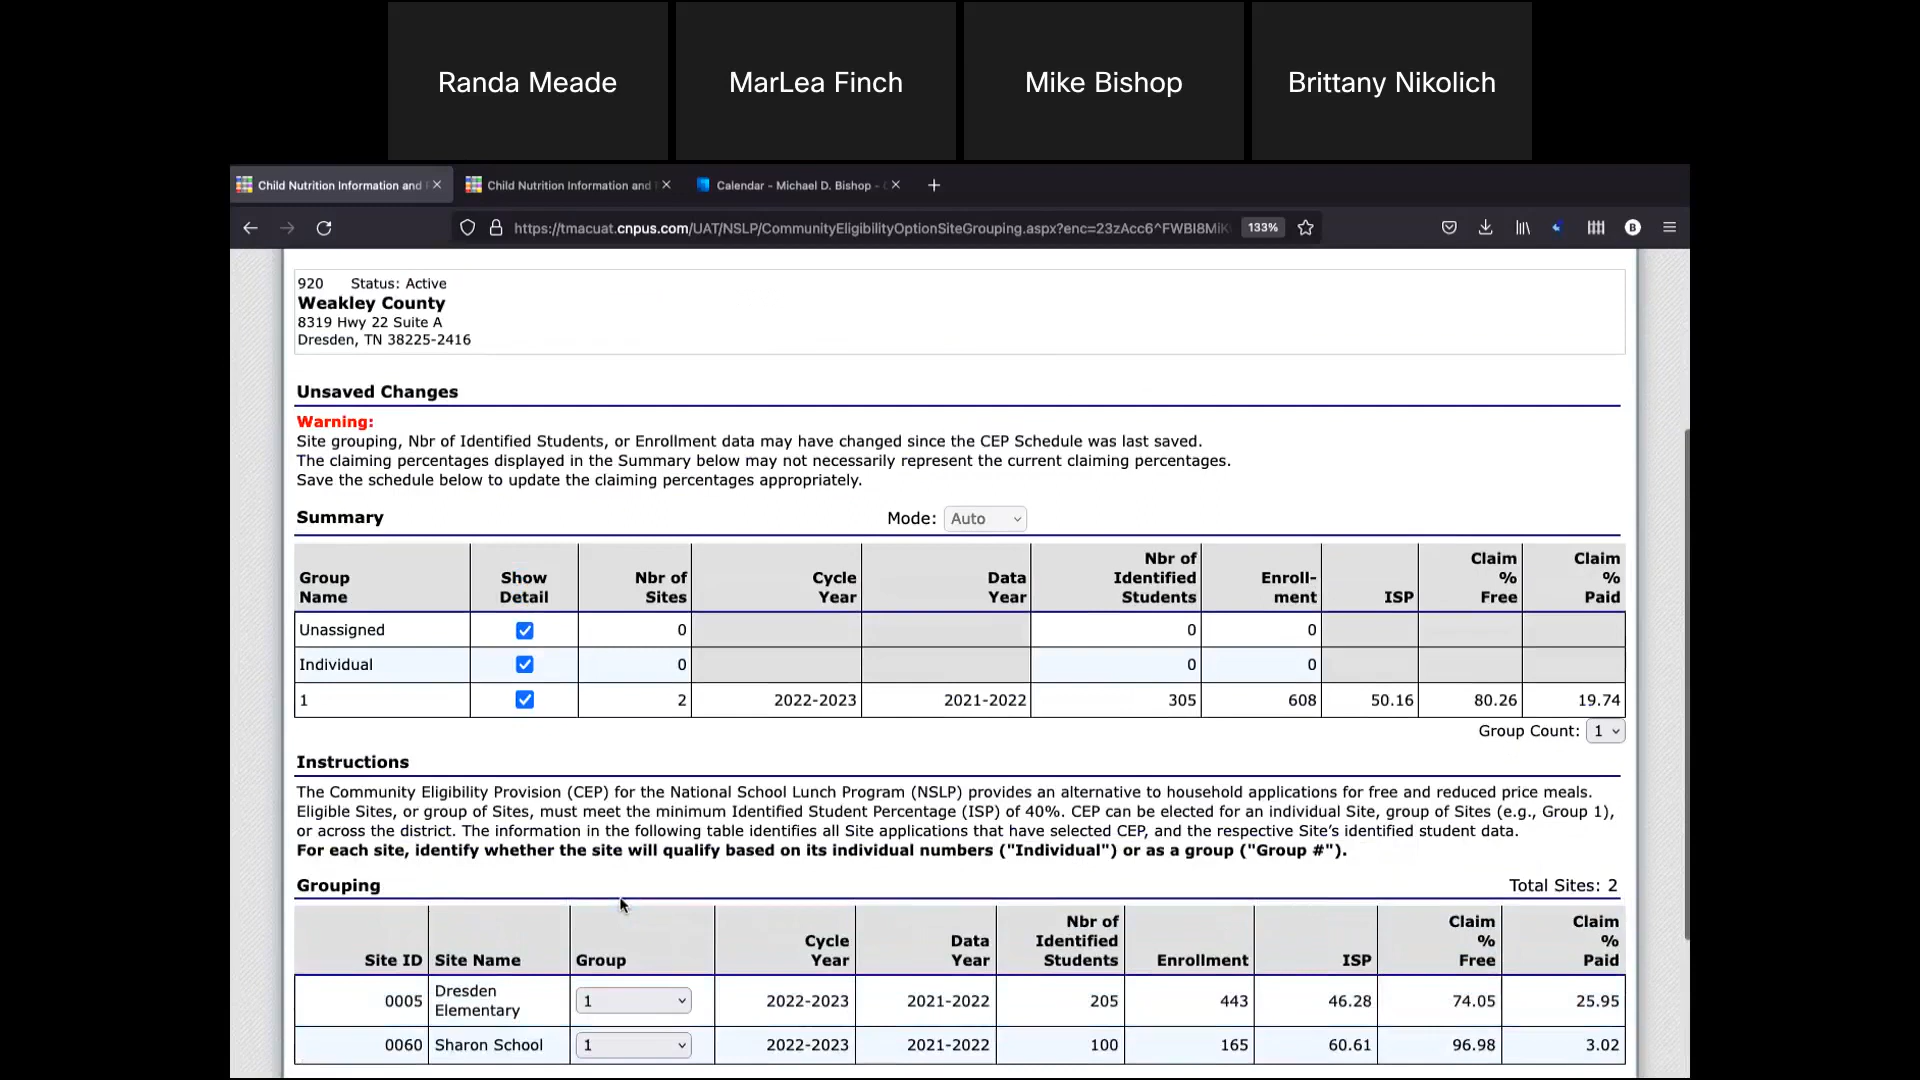 Randa Meade
MarLea Finch
Mike Bishop
Brittany Nikolich
Child Nutrition Information and
Child Nutrition Information and
Calendar - Michael D. Bishop -
https://tmacuat.cnpus.com/UAT/NSLP/CommunityEligibilityOptionSiteGrouping.aspx?enc=23zAcc6^FWBI8MiK
133%
B
920 Status: Active
Weakley County
8319 Hwy 22 Suite A
Dresden, TN 38225-2416
Unsaved Changes
Warning:
Site grouping, Nbr of Identified Students, or Enrollment data may have changed since the CEP Schedule was last saved.
The claiming percentages displayed in the Summary below may not necessarily represent the current claiming percentages.
Save the schedule below to update the claiming percentages appropriately.
Summary Mode: Auto
Group Name Show Detail Nbr of Sites Cycle Year Data Year Nbr of Identified Students Enroll-ment ISP Claim % Free Claim % Paid
Unassigned 0 0 0
Individual 0 0 0
1 2 2022-2023 2021-2022 305 608 50.16 80.26 19.74
Group Count: 1
Instructions
The Community Eligibility Provision (CEP) for the National School Lunch Program (NSLP) provides an alternative to household applications for free and reduced price meals.
Eligible Sites, or group of Sites, must meet the minimum Identified Student Percentage (ISP) of 40%. CEP can be elected for an individual Site, group of Sites (e.g., Group 1),
or across the district. The information in the following table identifies all Site applications that have selected CEP, and the respective Site's identified student data.
For each site, identify whether the site will qualify based on its individual numbers ("Individual") or as a group ("Group #").
Grouping Total Sites: 2
Site ID Site Name Group Cycle Year Data Year Nbr of Identified Students Enrollment ISP Claim % Free Claim % Paid
0005 Dresden Elementary 1 2022-2023 2021-2022 205 443 46.28 74.05 25.95
0060 Sharon School 1 2022-2023 2021-2022 100 165 60.61 96.98 3.02